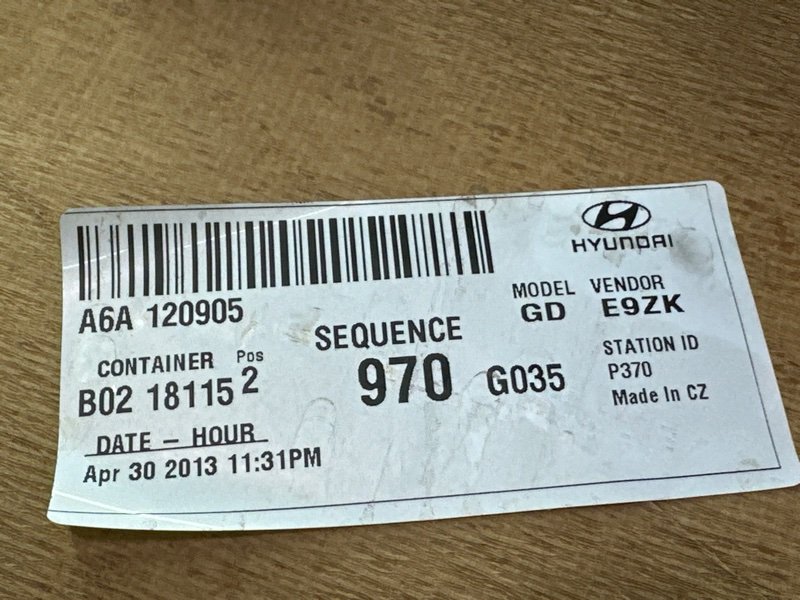 HYUNDAI
A6A 120905
MODEL VENDOR
GD E9ZK
SEQUENCE
970 G035
CONTAINER Pos
B02 18115 2
STATION ID
P370
Made In CZ
DATE - HOUR
Apr 30 2013 11:31PM